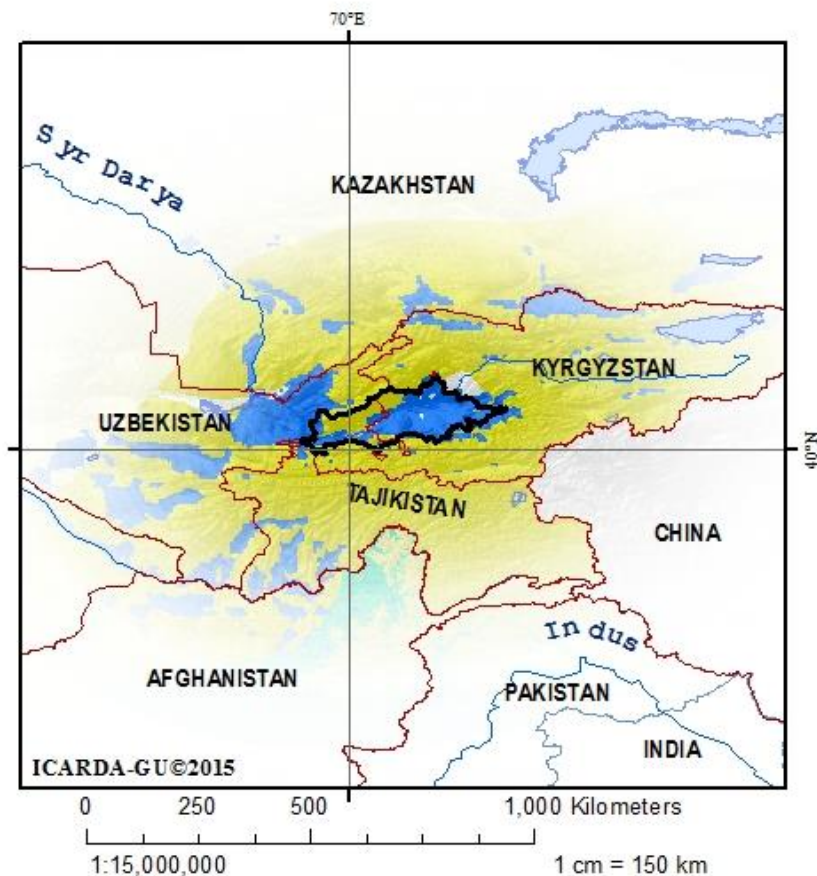 70°E
Syr Darya
KAZAKHSTAN
KYRGYZSTAN
UZBEKISTAN
40°N
TAJIKISTAN
CHINA
Indus
AFGHANISTAN
PAKISTAN
INDIA
ICARDA-GU©2015
0 250 500 1,000 Kilometers
1:15,000,000 1 cm = 150 km